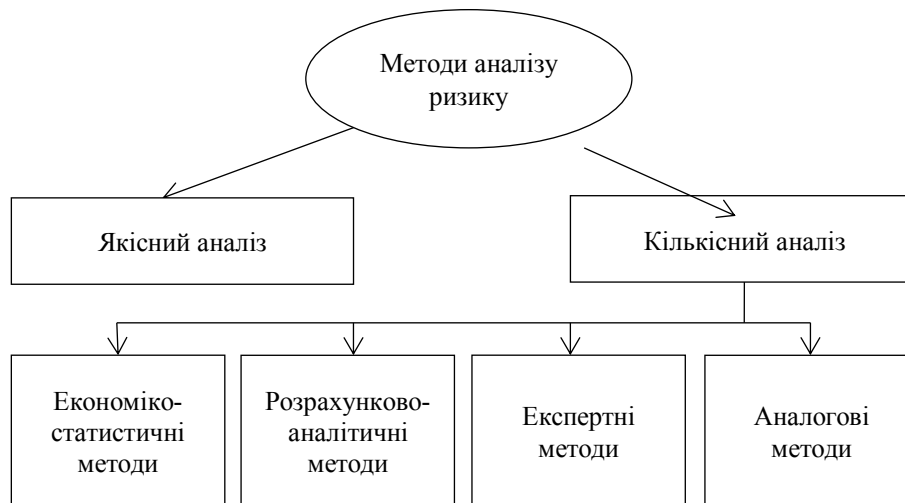 Методи аналізу
ризику
Якісний аналіз
Кількісний аналіз
Економіко-
статистичні
методи
Розрахунково-
аналітичні
методи
Експертні
методи
Аналогові
методи